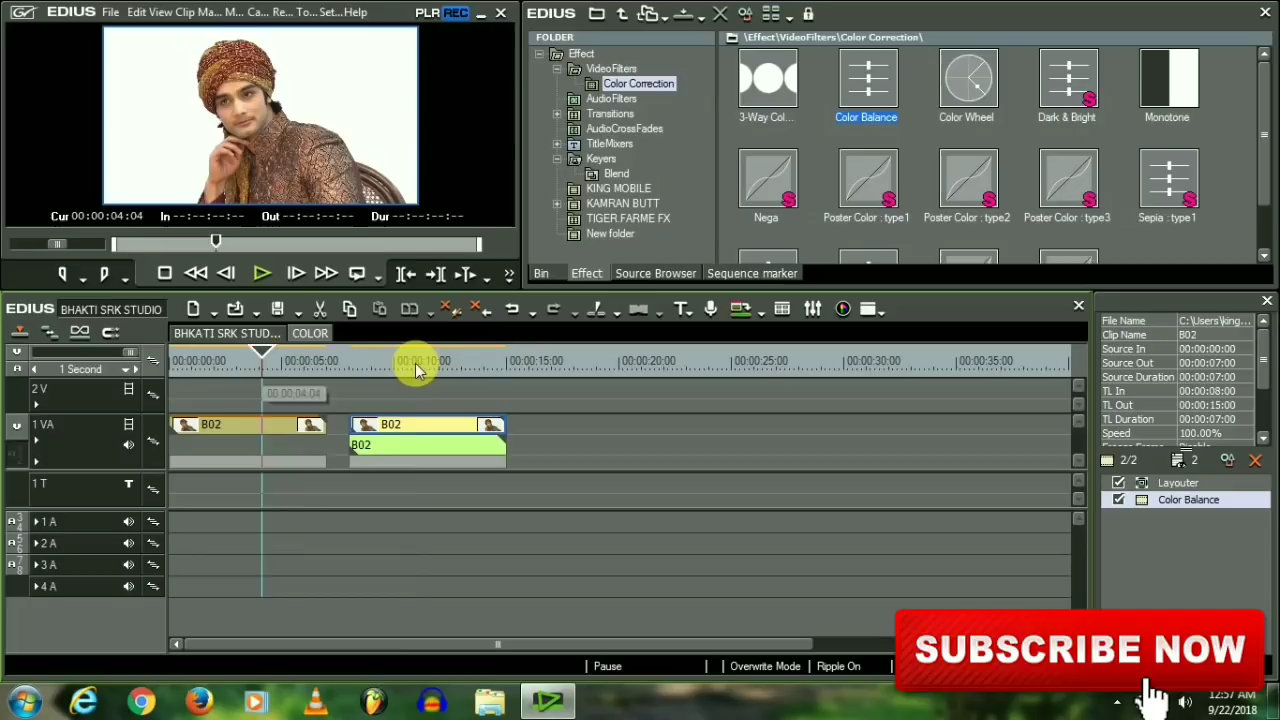 EDIUS File Edit View Clip Ma... M... Ca... Re... To... Set... Help PLR REC
Cur 00:00:04:04 In --:--:--:-- Out --:--:--:-- Dur --:--:--:--
EDIUS
FOLDER
Effect
VideoFilters
Color Correction
AudioFilters
Transitions
AudioCrossFades
TitleMixers
Keyers
Blend
KING MOBILE
KAMRAN BUTT
TIGER.FARME FX
New folder
\Effect\VideoFilters\Color Correction\
3-Way Col... Color Balance Color Wheel Dark & Bright Monotone
Nega Poster Color : type1 Poster Color : type2 Poster Color : type3 Sepia : type1
Bin Effect Source Browser Sequence marker
EDIUS BHAKTI SRK STUDIO
BHAKTI SRK STUD... COLOR
1 Second
00:00:00:00 00:00:05:00 00:00:10:00 00:00:15:00 00:00:20:00 00:00:25:00 00:00:30:00 00:00:35:00
00:00:04:04
2 V
1 VA
B02 B02
B02
1 T T
1 A
2 A
3 A
4 A
File Name C:\Users\king...
Clip Name B02
Source In 00:00:00:00
Source Out 00:00:07:00
Source Duration 00:00:07:00
TL In 00:00:08:00
TL Out 00:00:15:00
TL Duration 00:00:07:00
Speed 100.00%
2/2 2
Layouter
Color Balance
SUBSCRIBE NOW
Pause Overwrite Mode Ripple On
12:57 AM
9/22/2018